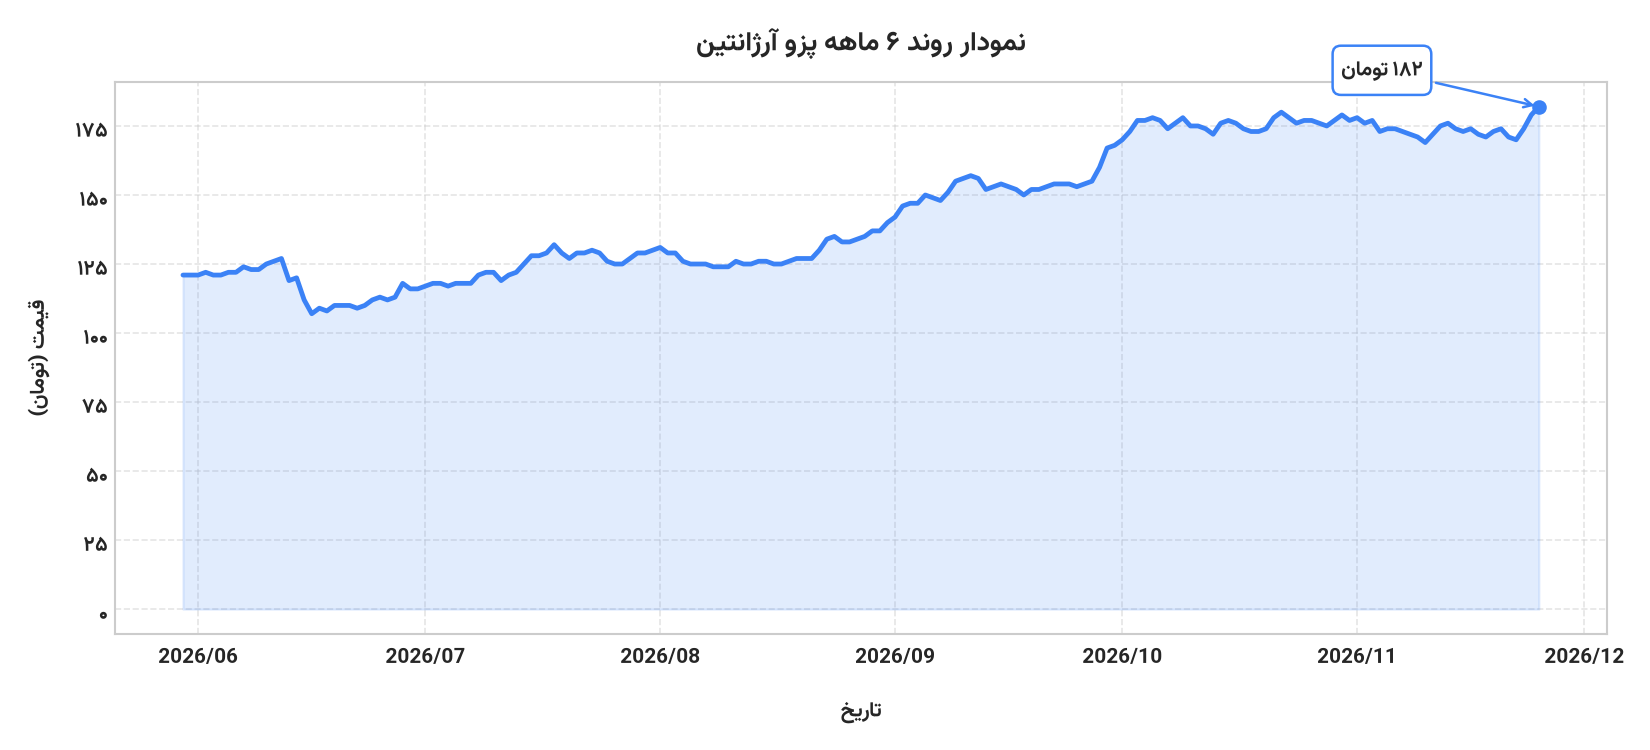 نمودار روند ۶ ماهه پزو آرژانتین
۱۸۲ تومان
۱۷۵
۱۵۰
۱۲۵
۱۰۰
۷۵
۵۰
۲۵
۰
قیمت (تومان)
2026/06 2026/07 2026/08 2026/09 2026/10 2026/11 2026/12
تاریخ